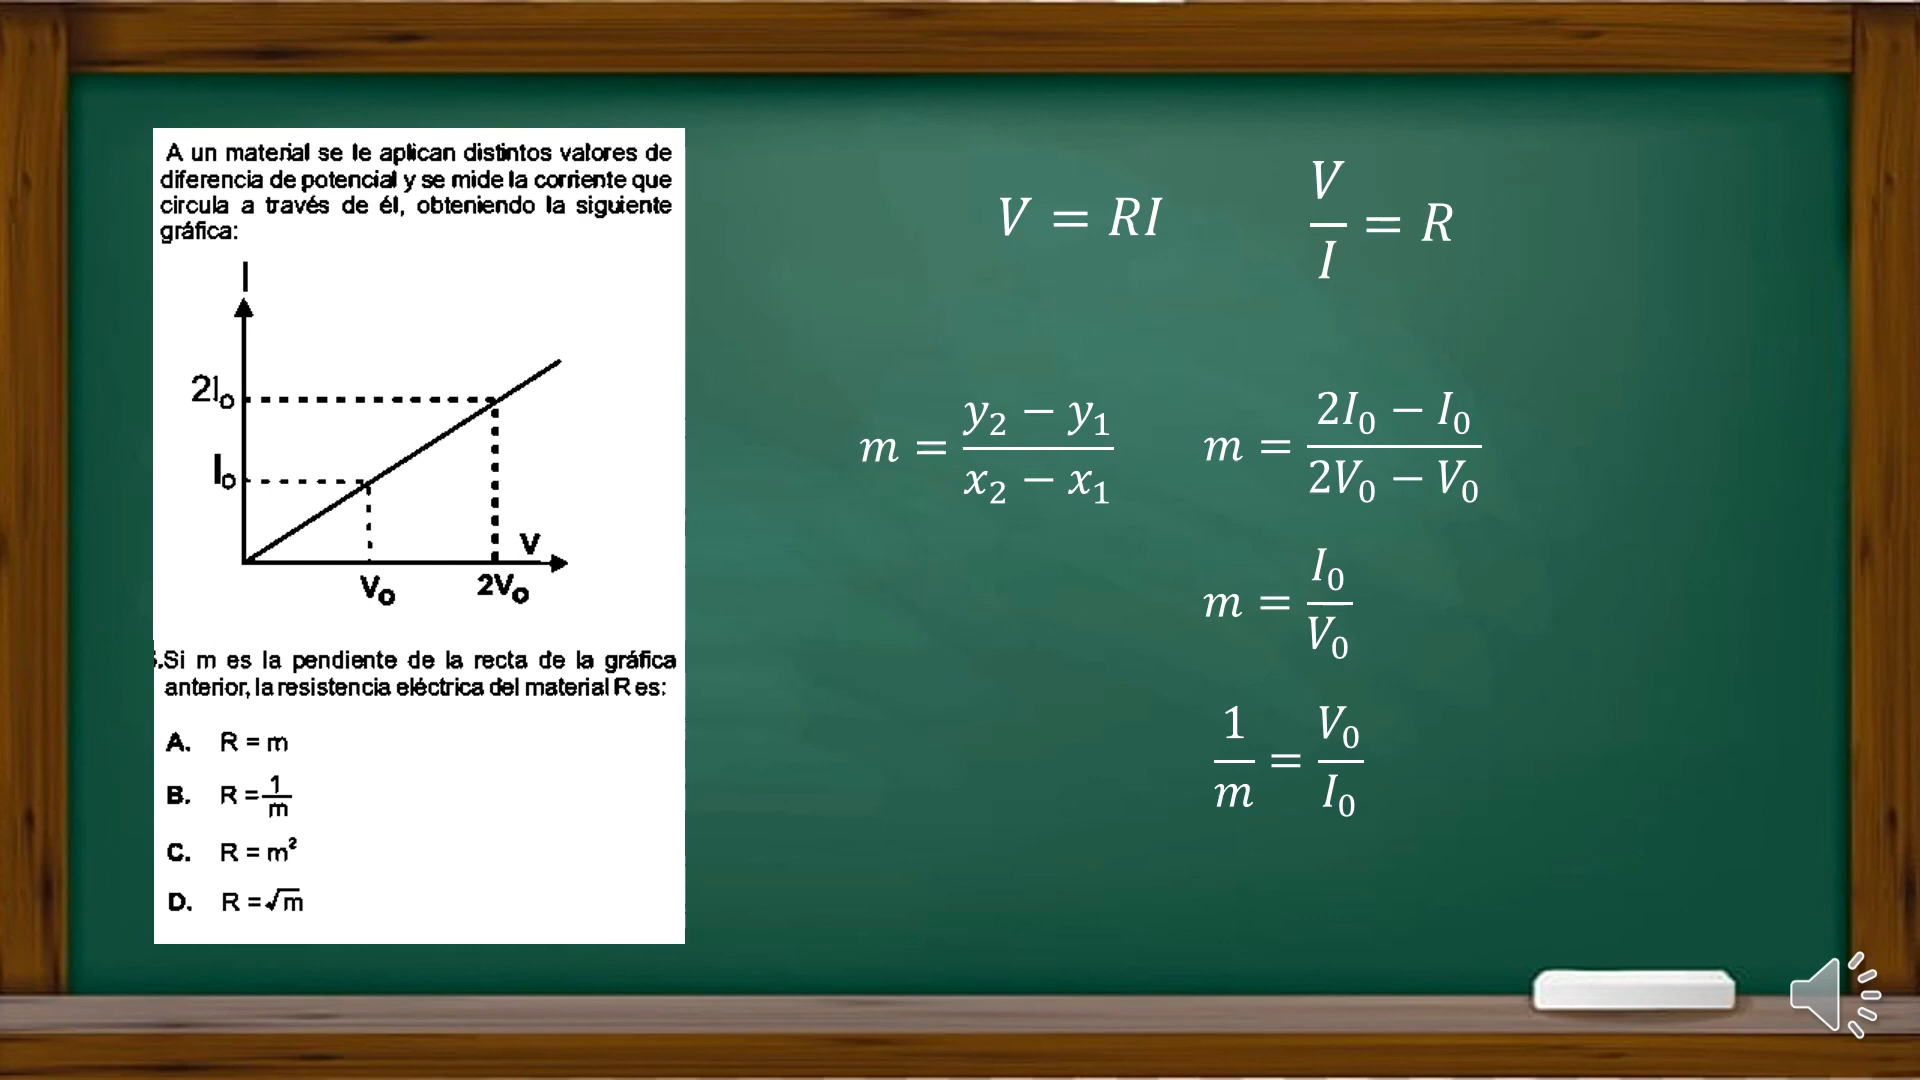 A un material se le aplican distintos valores de
diferencia de potencial y se mide la corriente que
circula a través de él, obteniendo la siguiente
gráfica:
I
2I₀
I₀
V
V₀
2V₀
.Si m es la pendiente de la recta de la gráfica
anterior, la resistencia eléctrica del material R es:
A. R = m
B. R = 1/m
C. R = m²
D. R = √m
V = RI
V/I = R
m = (y₂ − y₁)/(x₂ − x₁)
m = (2I₀ − I₀)/(2V₀ − V₀)
m = I₀/V₀
1/m = V₀/I₀